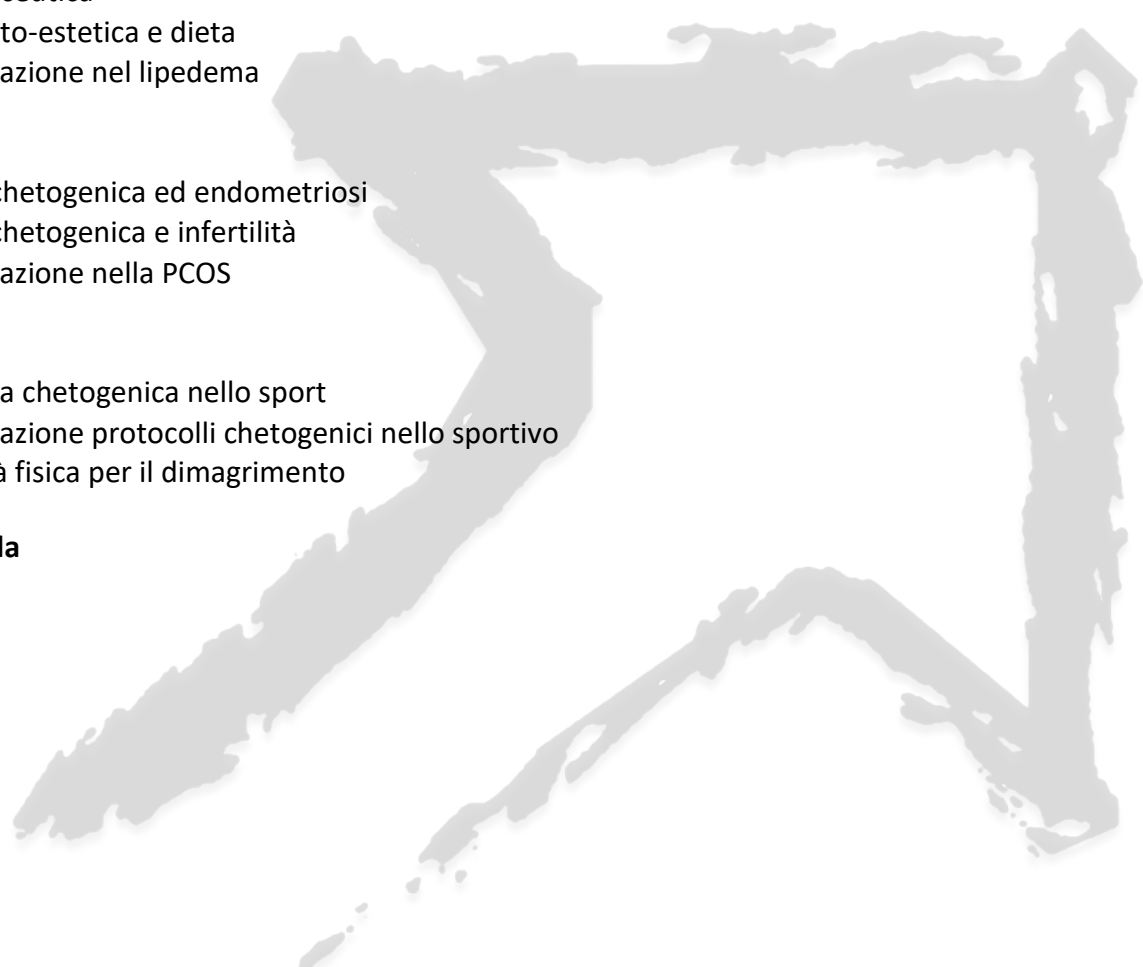 to-estetica e dieta
azione nel lipedema
chetogenica ed endometriosi
chetogenica e infertilità
azione nella PCOS
a chetogenica nello sport
azione protocolli chetogenici nello sportivo
à fisica per il dimagrimento
la